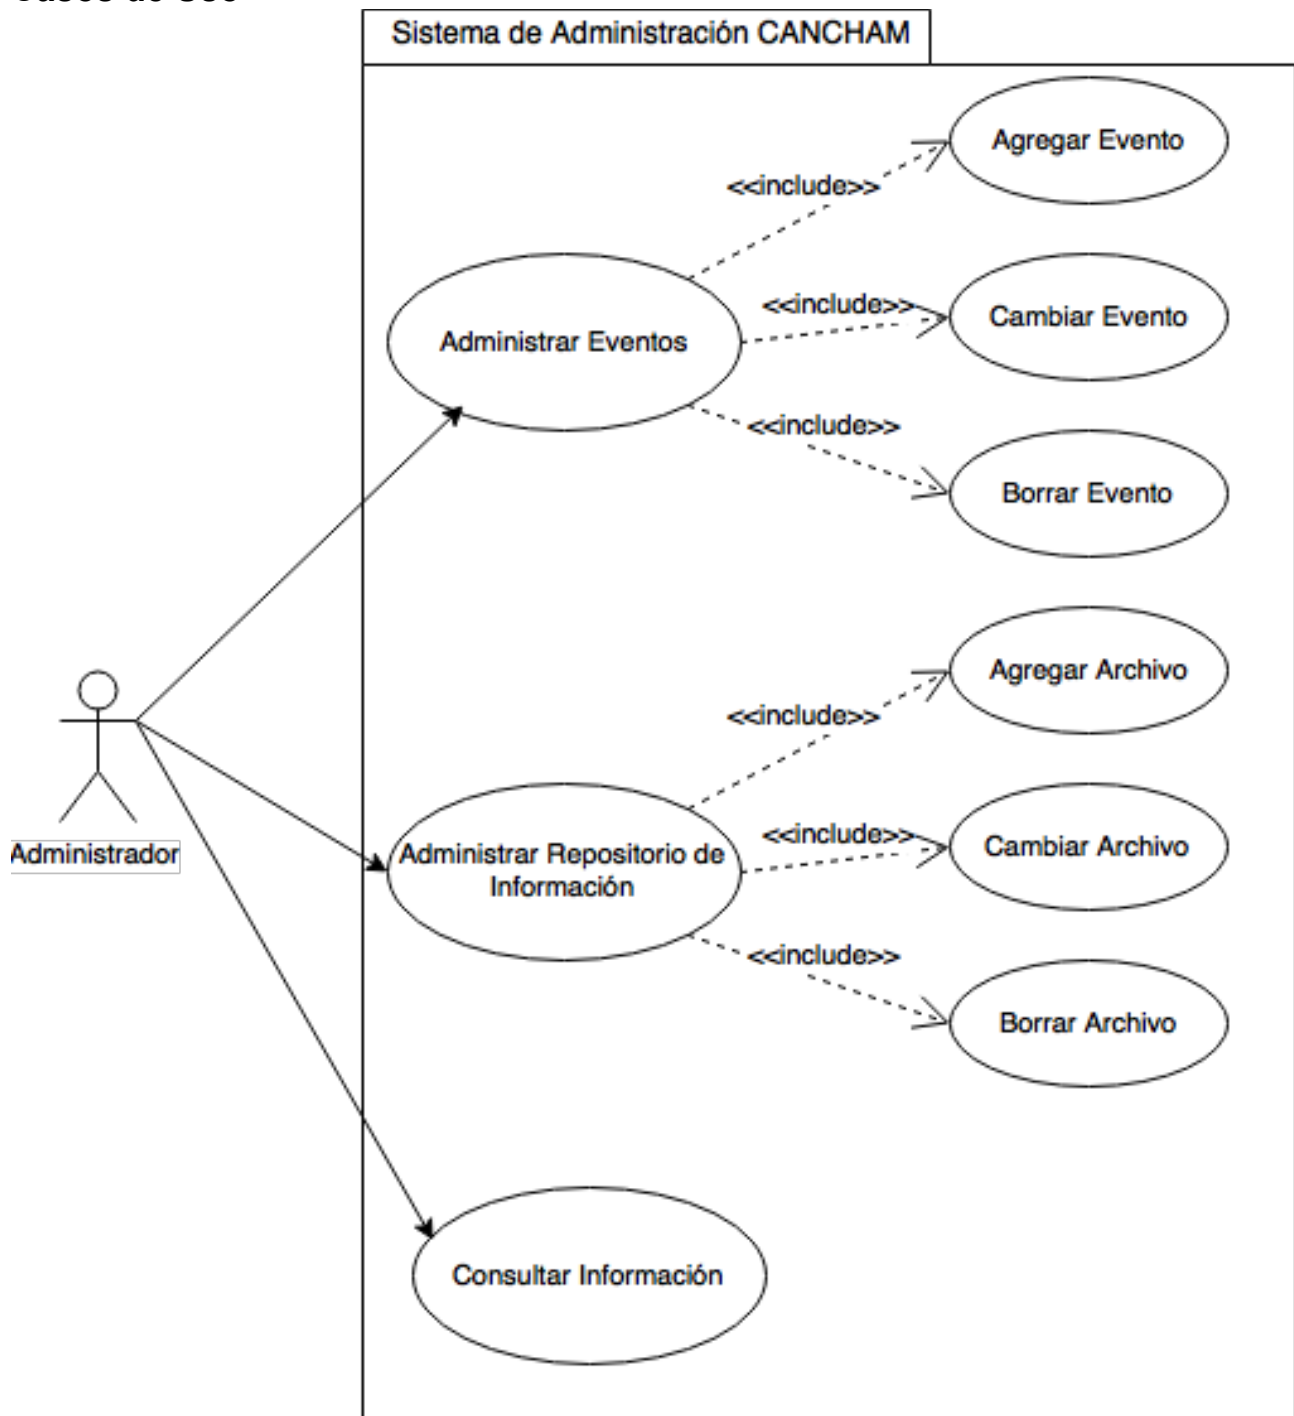 Sistema de Administración CANCHAM
Agregar Evento
<<include>>
<<include>>
Cambiar Evento
Administrar Eventos
<<include>>
Borrar Evento
Agregar Archivo
<<include>>
<<include>>
Cambiar Archivo
Administrador
Administrar Repositorio de
Información
<<include>>
Borrar Archivo
Consultar Información